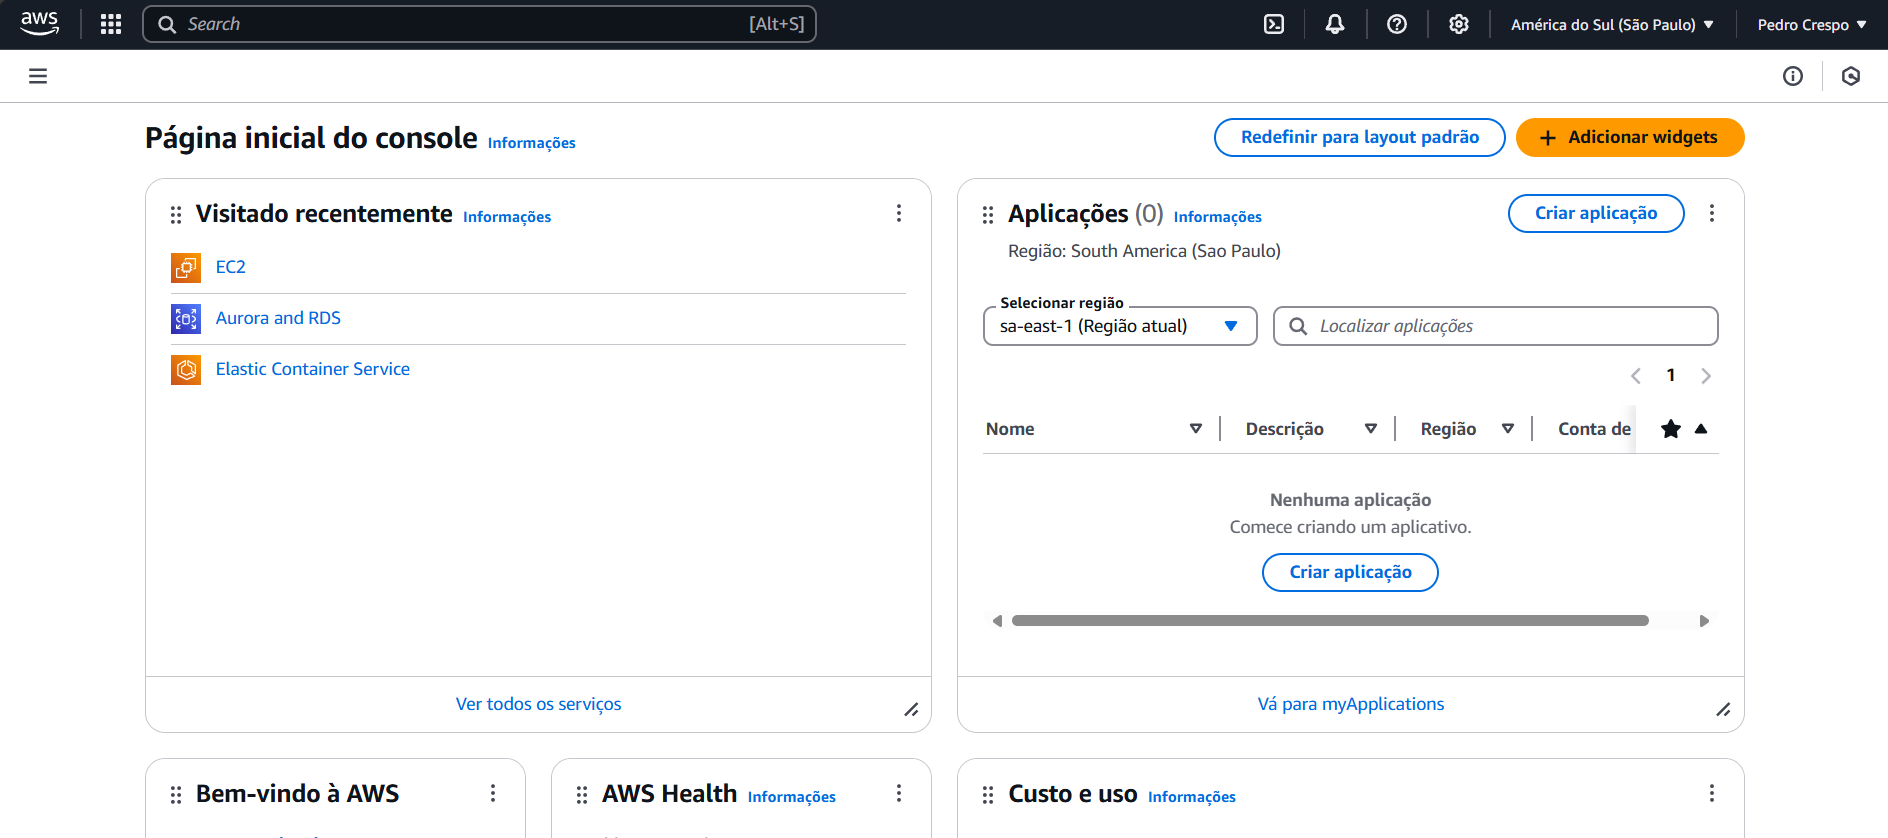 aws
Search [Alt+S]
América do Sul (São Paulo)
Pedro Crespo
Página inicial do console Informações
Redefinir para layout padrão
Adicionar widgets
Visitado recentemente Informações
EC2
Aurora and RDS
Elastic Container Service
Ver todos os serviços
Aplicações (0) Informações
Criar aplicação
Região: South America (Sao Paulo)
Selecionar região
sa-east-1 (Região atual)
Localizar aplicações
1
Nome Descrição Região Conta de
Nenhuma aplicação
Comece criando um aplicativo.
Criar aplicação
Vá para myApplications
Bem-vindo à AWS
AWS Health Informações
Custo e uso Informações